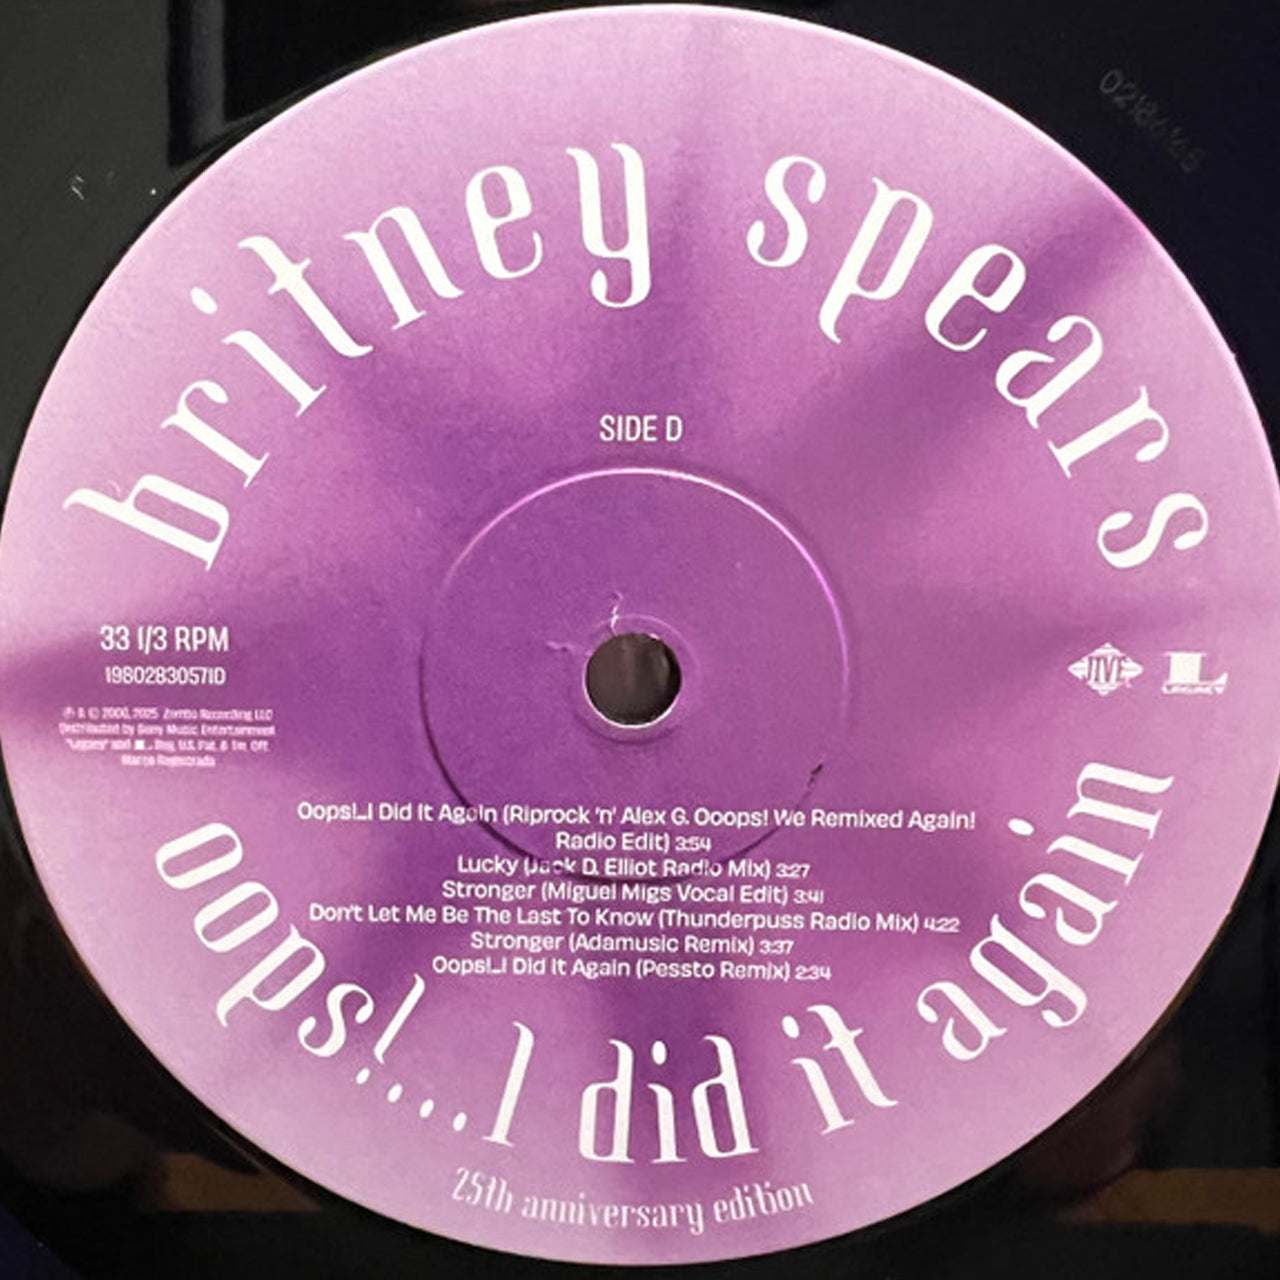 britney spears
SIDE D
33 1/3 RPM
19802830571D
℗ & © 2000, 2025 Zomba Recording LLC
Distributed by Sony Music Entertainment
"Legacy" and L , Reg. U.S. Pat. & Tm. Off.
Marca Registrada
JIVE
L
LEGACY
Oops!...I Did It Again (Riprock 'n' Alex G. Ooops! We Remixed Again!
Radio Edit) 3:54
Lucky (Jack D. Elliot Radio Mix) 3:27
Stronger (Miguel Migs Vocal Edit) 3:41
Don't Let Me Be The Last To Know (Thunderpuss Radio Mix) 4:22
Stronger (Adamusic Remix) 3:37
Oops!...I Did It Again (Pessto Remix) 2:34
oops!...I did it again
25th anniversary edition